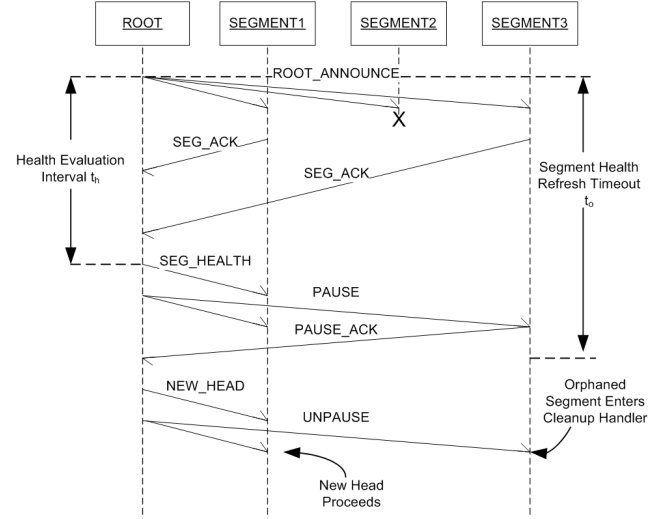 ROOT SEGMENT1 SEGMENT2 SEGMENT3
ROOT_ANNOUNCE
X
SEG_ACK
Health Evaluation
Interval th
SEG_ACK
Segment Health
Refresh Timeout
to
SEG_HEALTH
PAUSE
PAUSE_ACK
NEW_HEAD
UNPAUSE
Orphaned
Segment Enters
Cleanup Handler
New Head
Proceeds